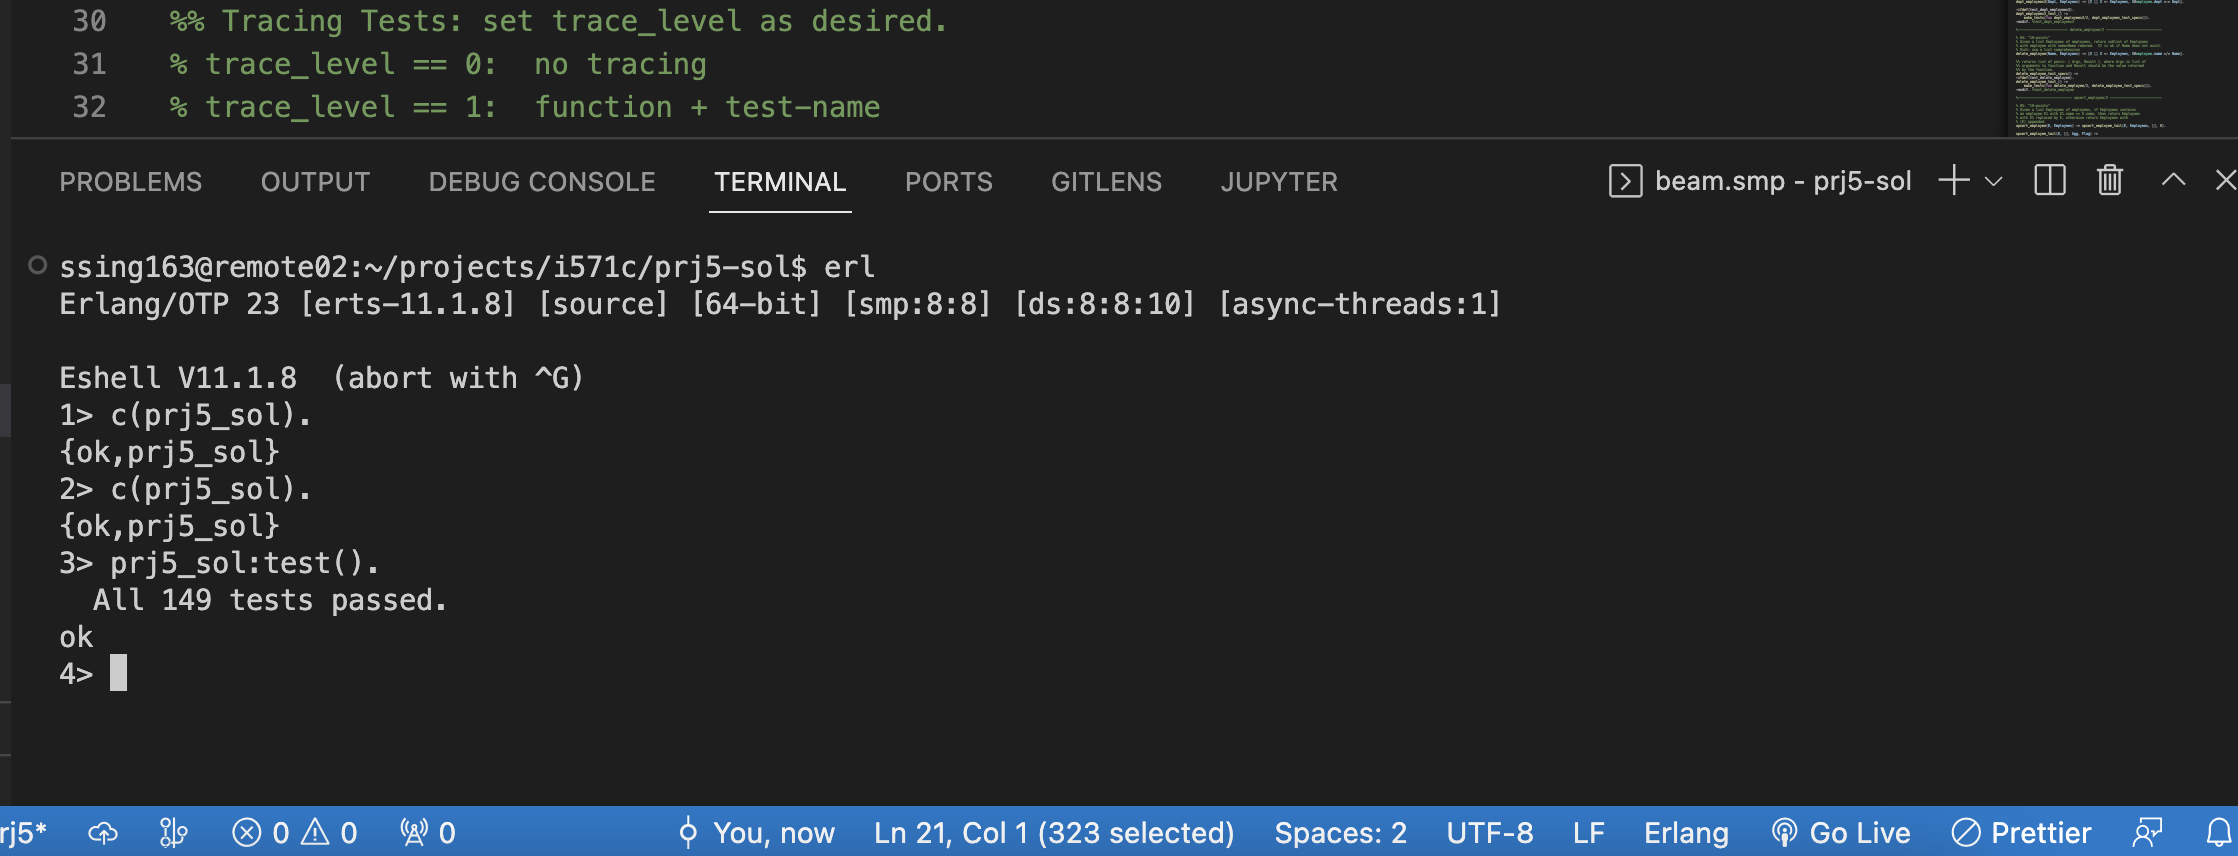 30 %% Tracing Tests: set trace_level as desired.
31 % trace_level == 0:  no tracing
32 % trace_level == 1:  function + test-name
PROBLEMS OUTPUT DEBUG CONSOLE TERMINAL PORTS GITLENS JUPYTER beam.smp - prj5-sol
ssing163@remote02:~/projects/i571c/prj5-sol$ erl
Erlang/OTP 23 [erts-11.1.8] [source] [64-bit] [smp:8:8] [ds:8:8:10] [async-threads:1]
Eshell V11.1.8  (abort with ^G)
1> c(prj5_sol).
{ok,prj5_sol}
2> c(prj5_sol).
{ok,prj5_sol}
3> prj5_sol:test().
  All 149 tests passed.
ok
4>
rj5* 0 0 0 You, now Ln 21, Col 1 (323 selected) Spaces: 2 UTF-8 LF Erlang Go Live Prettier